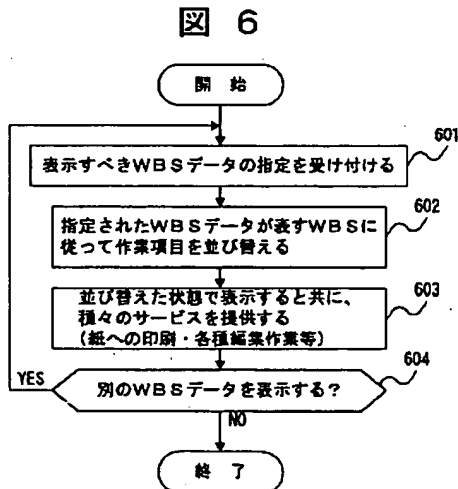 図 6
開 始
601
表示すべきWBSデータの指定を受け付ける
602
指定されたWBSデータが表すWBSに
従って作業項目を並び替える
603
並び替えた状態で表示すると共に、
種々のサービスを提供する
(紙への印刷・各種編集作業等)
604
YES
別のWBSデータを表示する?
NO
終 了